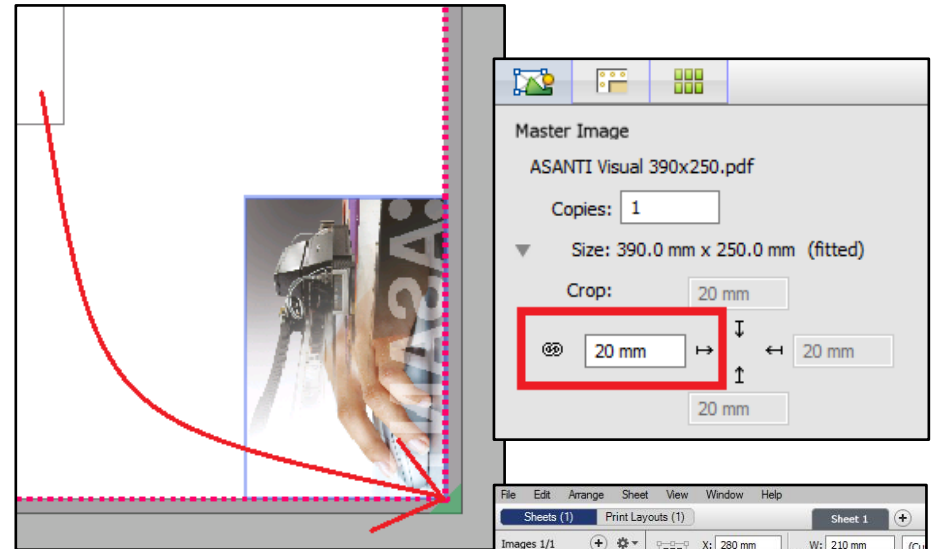 ASANTI
Master Image
ASANTI Visual 390x250.pdf
Copies: 1
Size: 390.0 mm x 250.0 mm (fitted)
Crop: 20 mm
20 mm
20 mm
20 mm
File Edit Arrange Sheet View Window Help
Sheets (1) Print Layouts (1) Sheet 1
Images 1/1 X: 280 mm W: 210 mm